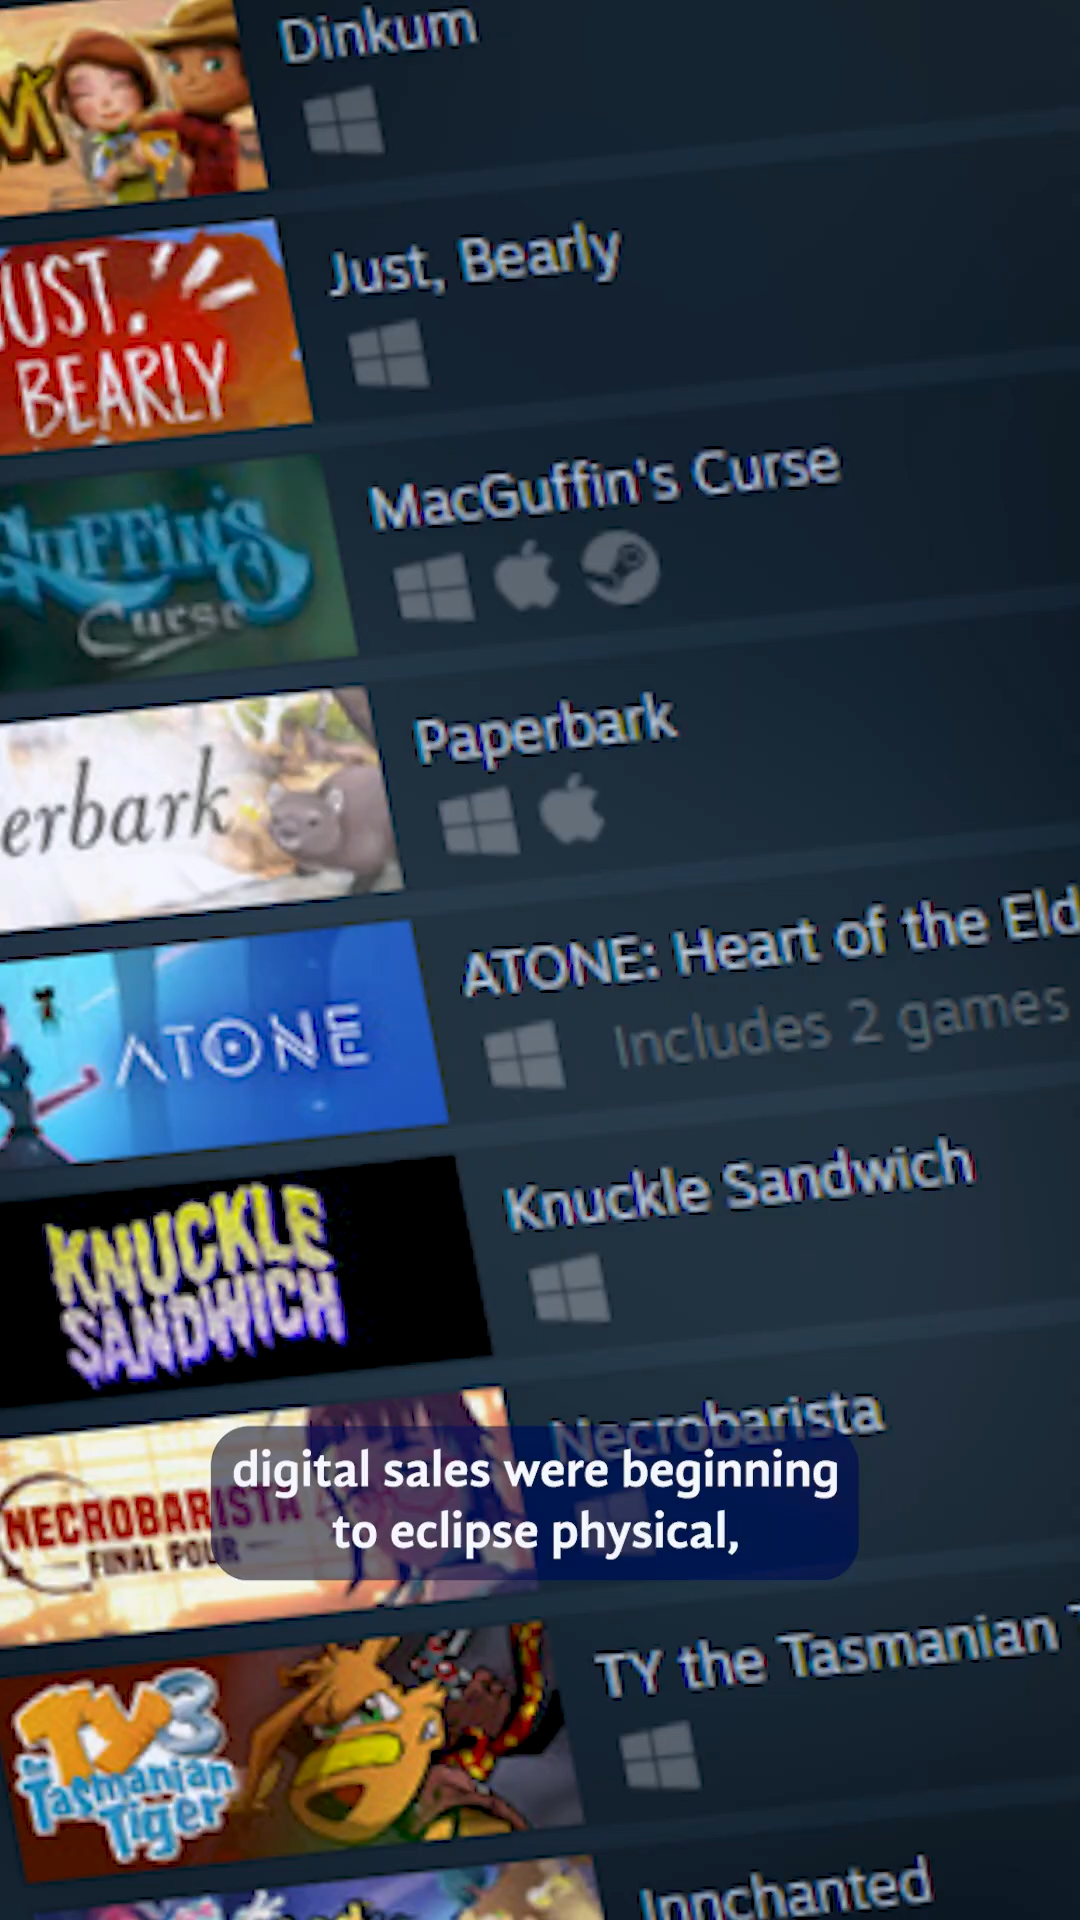 M
Dinkum
JUST,
BEARLY
Just, Bearly
GUFFIN'S
Curse
MacGuffin's Curse
erbark
Paperbark
ATONE
ATONE: Heart of the Eld
Includes 2 games
KNUCKLE
SANDWICH
Knuckle Sandwich
NECROBARISTA
FINAL POUR
Necrobarista
digital sales were beginning
to eclipse physical,
TY3
the
Tasmanian
Tiger
TY the Tasmanian T
Innchanted